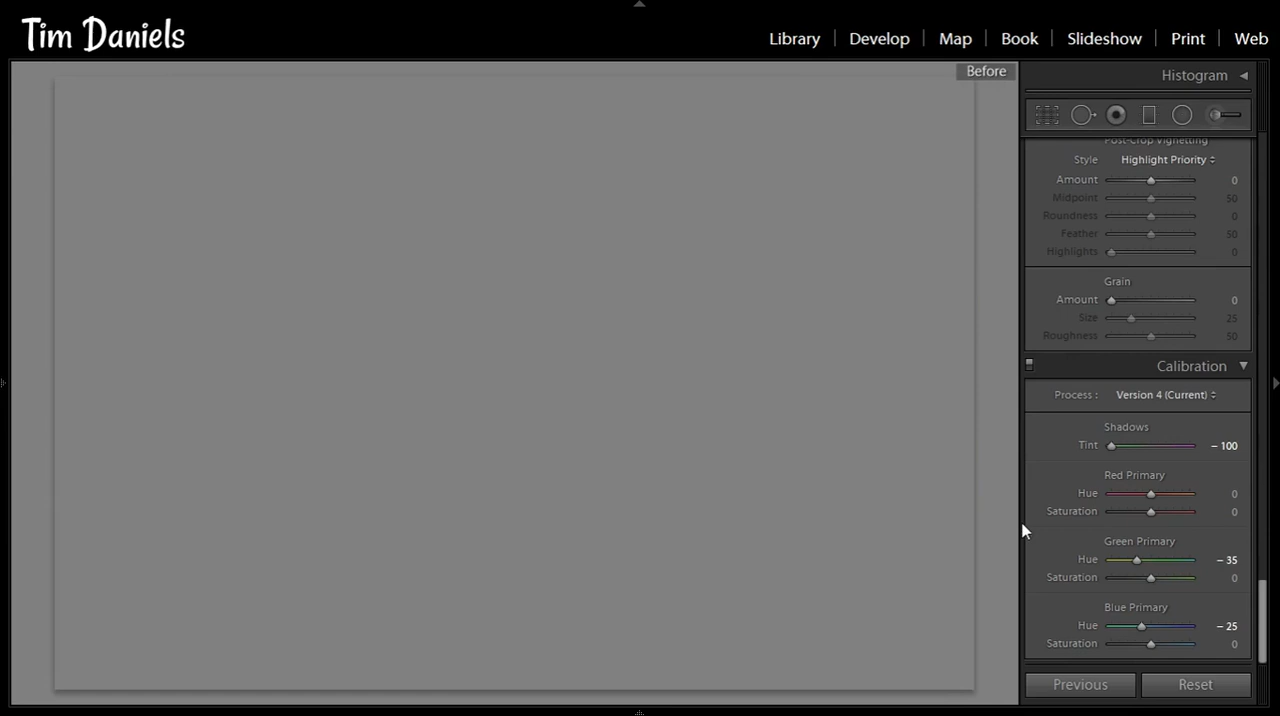 Tim Daniels
Library Develop Map Book Slideshow Print Web
Before
Histogram
Post-Crop Vignetting
Style Highlight Priority
Amount 0
Midpoint 50
Roundness 0
Feather 50
Highlights 0
Grain
Amount 0
Size 25
Roughness 50
Calibration
Process : Version 4 (Current)
Shadows
Tint – 100
Red Primary
Hue 0
Saturation 0
Green Primary
Hue – 35
Saturation 0
Blue Primary
Hue – 25
Saturation 0
Previous Reset